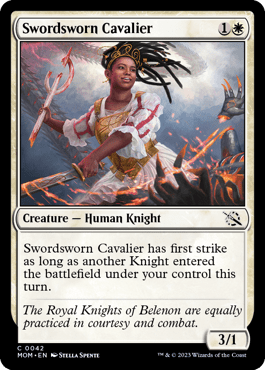 Swordsworn Cavalier 1
Creature — Human Knight
Swordsworn Cavalier has first strike
as long as another Knight entered
the battlefield under your control this
turn.
The Royal Knights of Belenon are equally
practiced in courtesy and combat.
3/1
C 0042
MOM • EN STELLA SPENTE
™ & © 2023 Wizards of the Coast